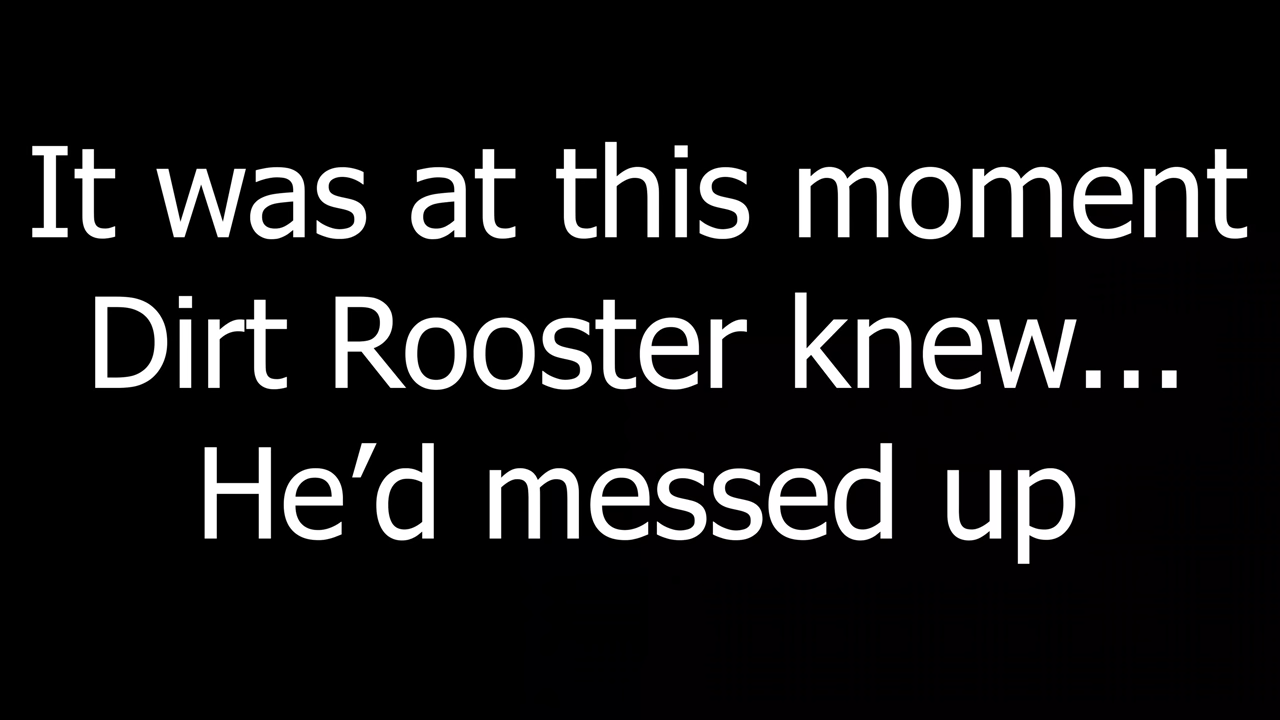 It was at this moment
Dirt Rooster knew...
He’d messed up